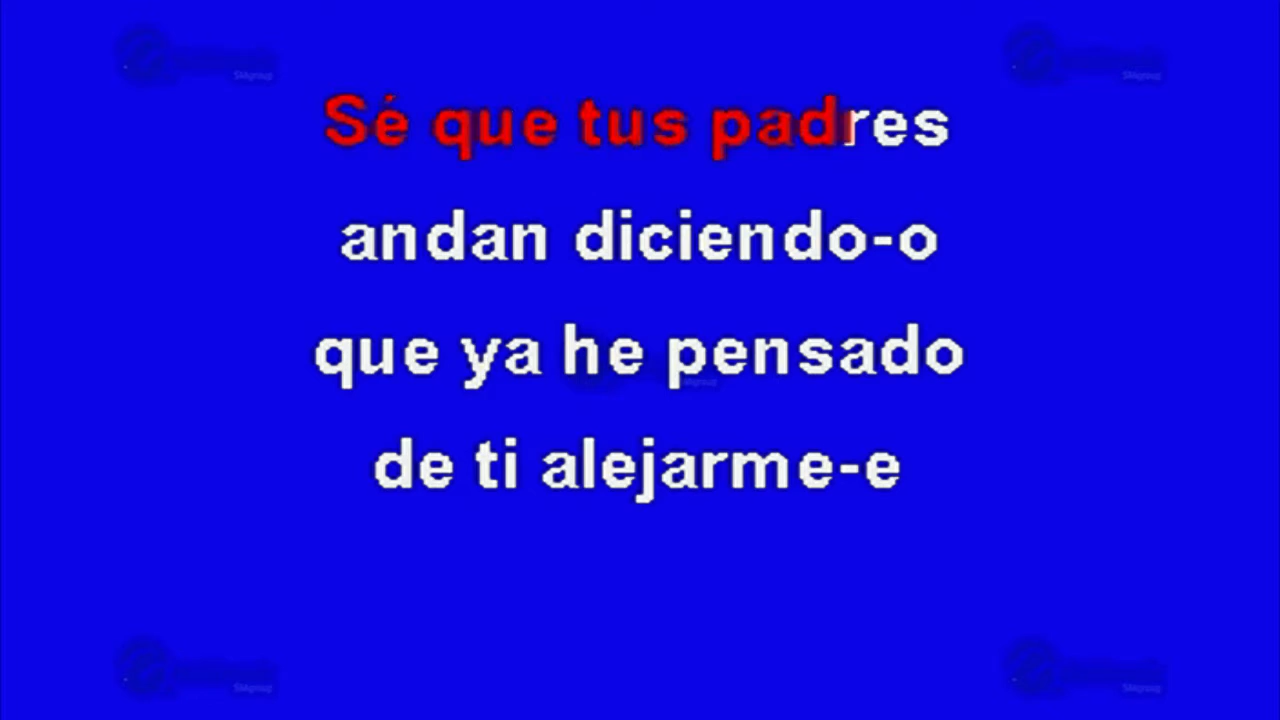 Sé que tus padres
andan diciendo-o
que ya he pensado
de ti alejarme-e